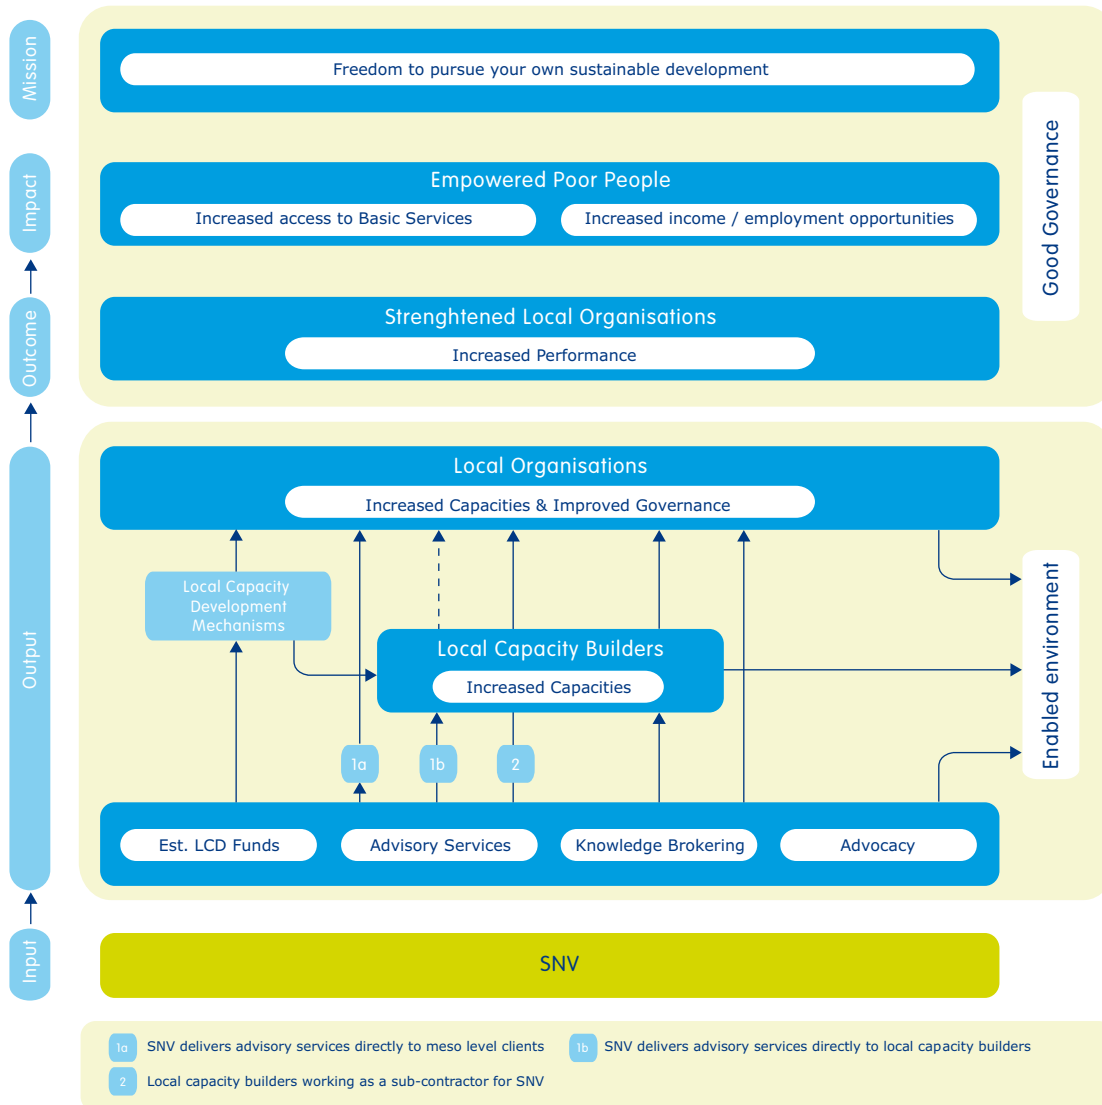 Mission
Freedom to pursue your own sustainable development
Impact
Empowered Poor People
Increased access to Basic Services
Increased income / employment opportunities
Good Governance
Outcome
Strenghtened Local Organisations
Increased Performance
Output
Local Organisations
Increased Capacities & Improved Governance
Local Capacity
Development
Mechanisms
Local Capacity Builders
Increased Capacities
Enabled environment
1a
1b
2
Est. LCD Funds
Advisory Services
Knowledge Brokering
Advocacy
Input
SNV
1a SNV delivers advisory services directly to meso level clients
1b SNV delivers advisory services directly to local capacity builders
2 Local capacity builders working as a sub-contractor for SNV